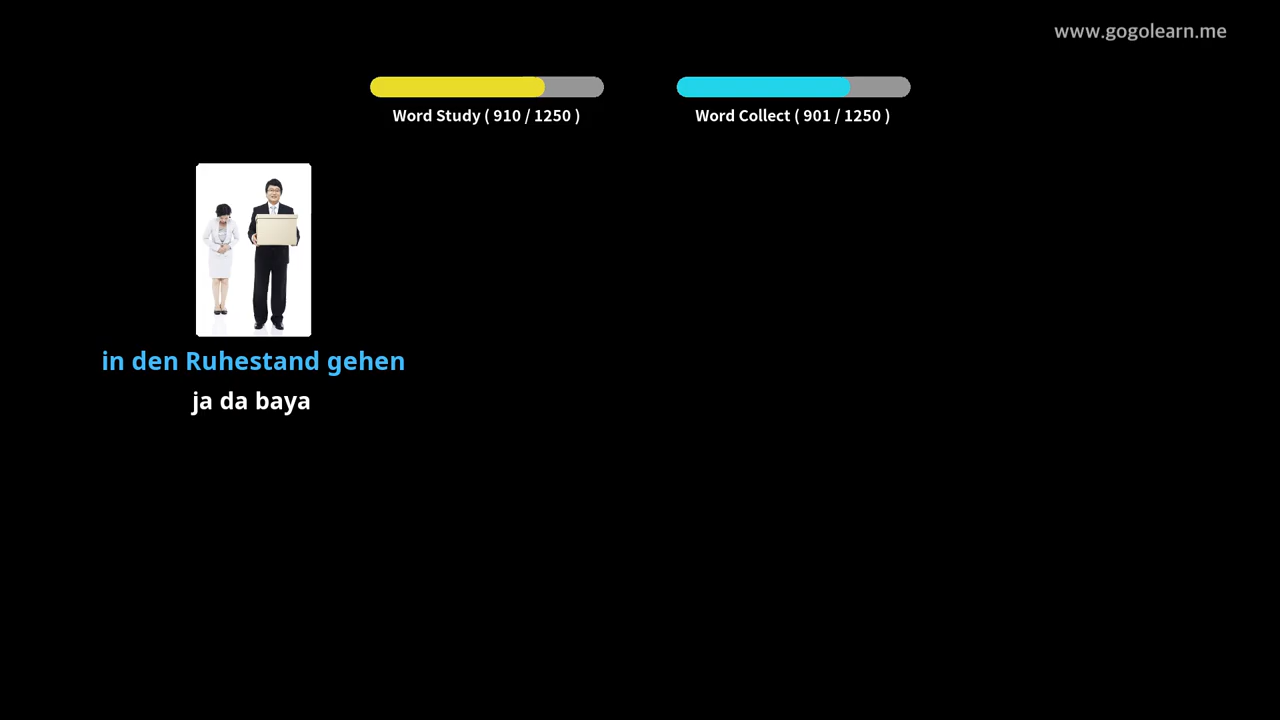 www.gogolearn.me
Word Study ( 910 / 1250 )
Word Collect ( 901 / 1250 )
in den Ruhestand gehen
ja da baya